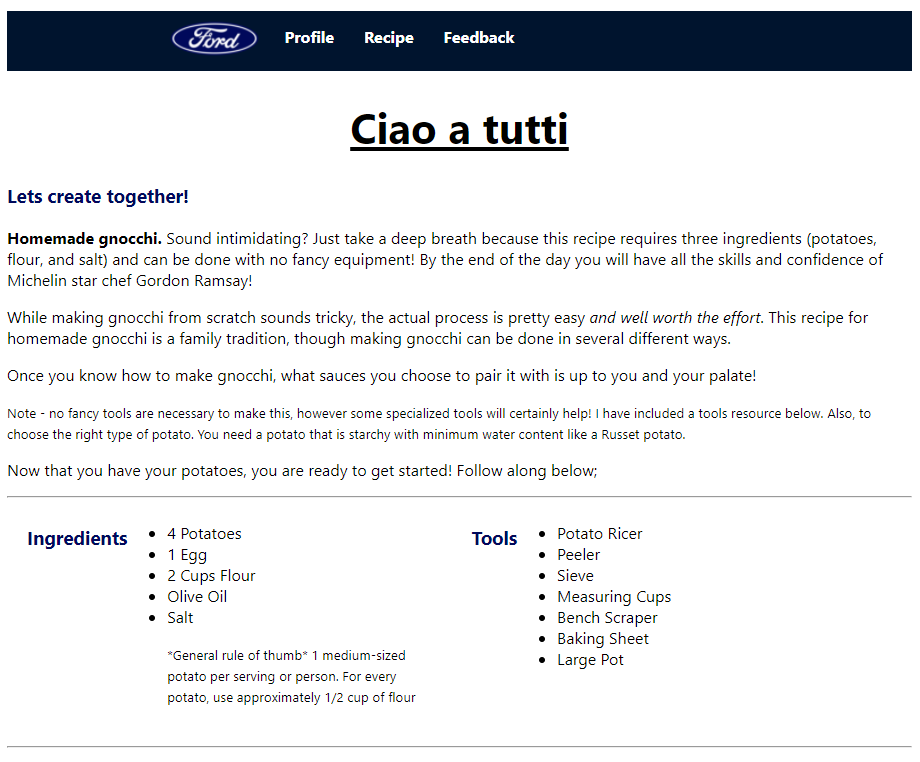 Ford Profile Recipe Feedback
Ciao a tutti
Lets create together!
Homemade gnocchi. Sound intimidating? Just take a deep breath because this recipe requires three ingredients (potatoes,
flour, and salt) and can be done with no fancy equipment! By the end of the day you will have all the skills and confidence of
Michelin star chef Gordon Ramsay!
While making gnocchi from scratch sounds tricky, the actual process is pretty easy and well worth the effort. This recipe for
homemade gnocchi is a family tradition, though making gnocchi can be done in several different ways.
Once you know how to make gnocchi, what sauces you choose to pair it with is up to you and your palate!
Note - no fancy tools are necessary to make this, however some specialized tools will certainly help! I have included a tools resource below. Also, to
choose the right type of potato. You need a potato that is starchy with minimum water content like a Russet potato.
Now that you have your potatoes, you are ready to get started! Follow along below;
Ingredients
• 4 Potatoes
• 1 Egg
• 2 Cups Flour
• Olive Oil
• Salt
*General rule of thumb* 1 medium-sized
potato per serving or person. For every
potato, use approximately 1/2 cup of flour
Tools
• Potato Ricer
• Peeler
• Sieve
• Measuring Cups
• Bench Scraper
• Baking Sheet
• Large Pot